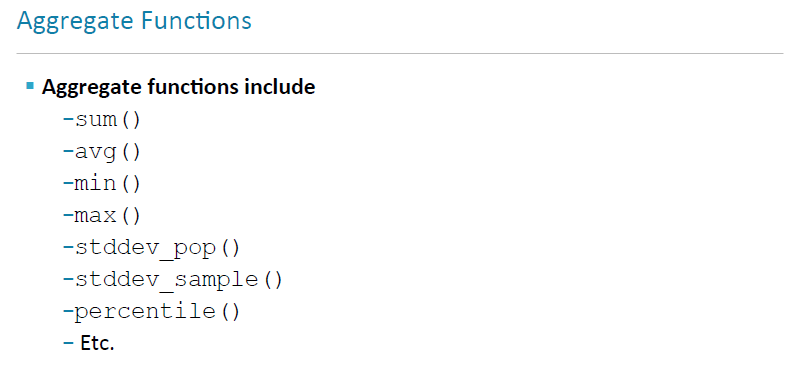 Aggregate Functions
▪ Aggregate functions include
–sum()
–avg()
–min()
–max()
–stddev_pop()
–stddev_sample()
–percentile()
– Etc.